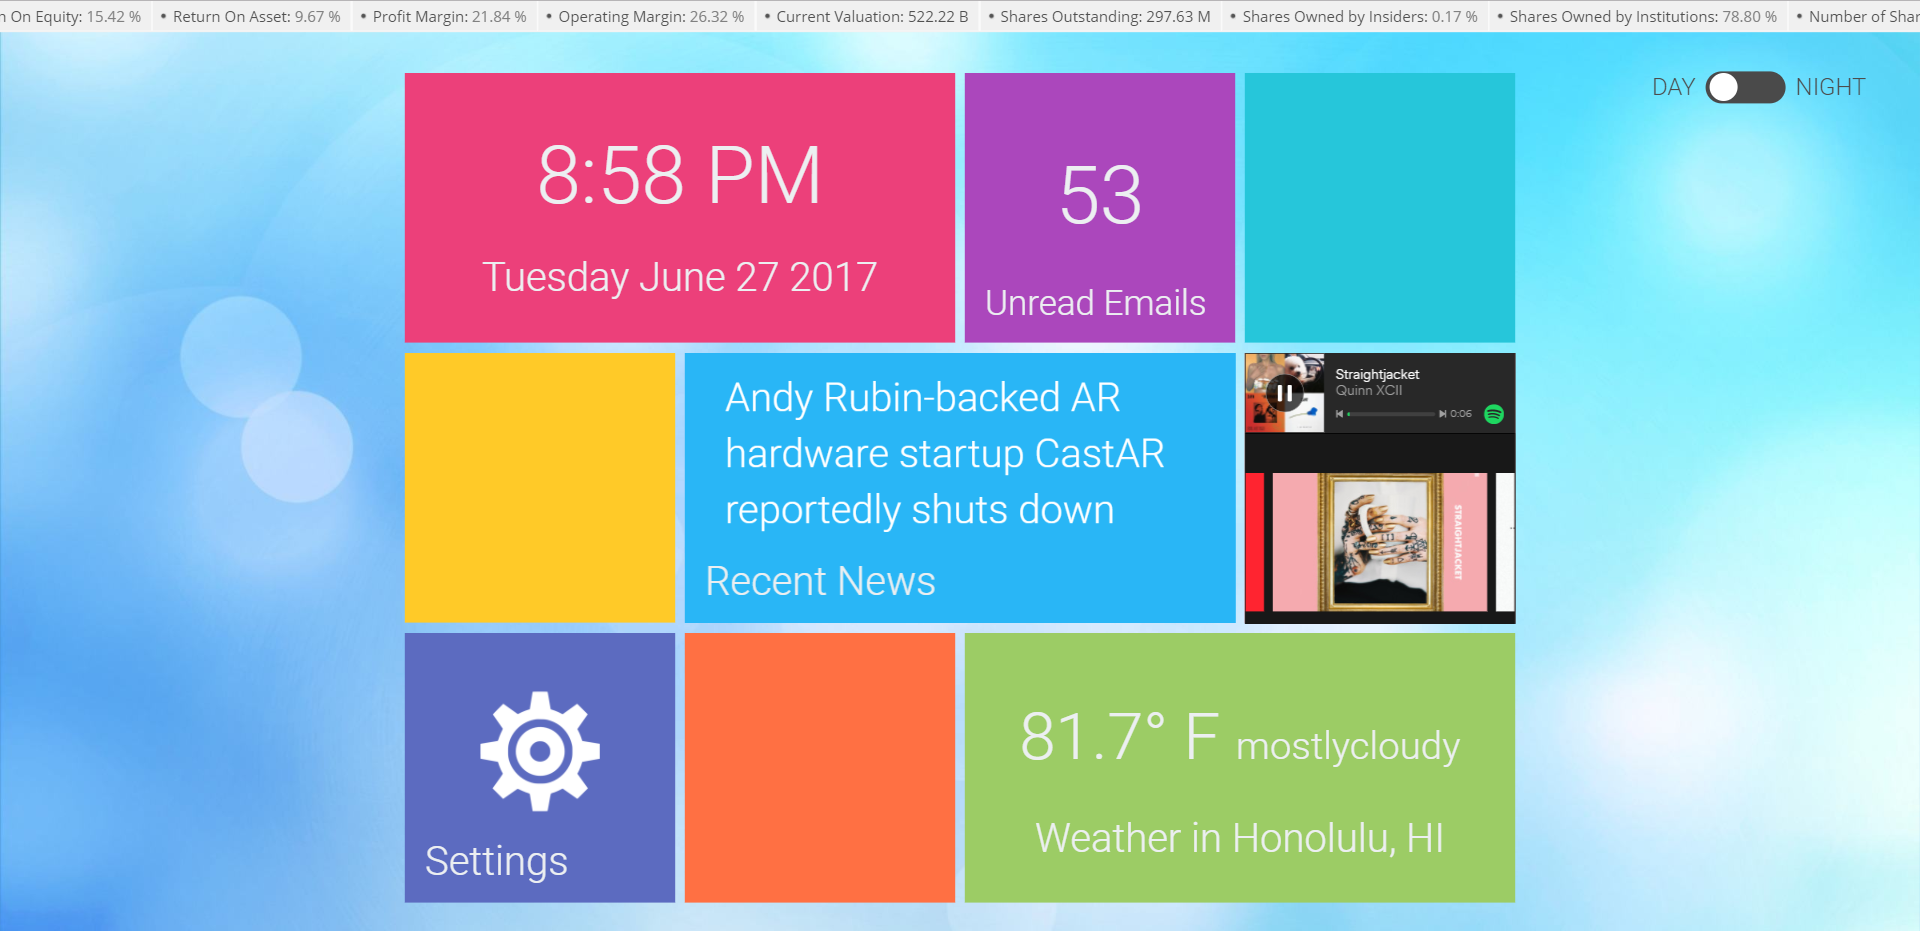 n On Equity: 15.42 % • Return On Asset: 9.67 % • Profit Margin: 21.84 % • Operating Margin: 26.32 % • Current Valuation: 522.22 B • Shares Outstanding: 297.63 M • Shares Owned by Insiders: 0.17 % • Shares Owned by Institutions: 78.80 % • Number of Shar
DAY NIGHT
8:58 PM
Tuesday June 27 2017
53
Unread Emails
Andy Rubin-backed AR
hardware startup CastAR
reportedly shuts down
Recent News
Straightjacket
Quinn XCII
0:06
STRAIGHTJACKET
Settings
81.7° F mostlycloudy
Weather in Honolulu, HI